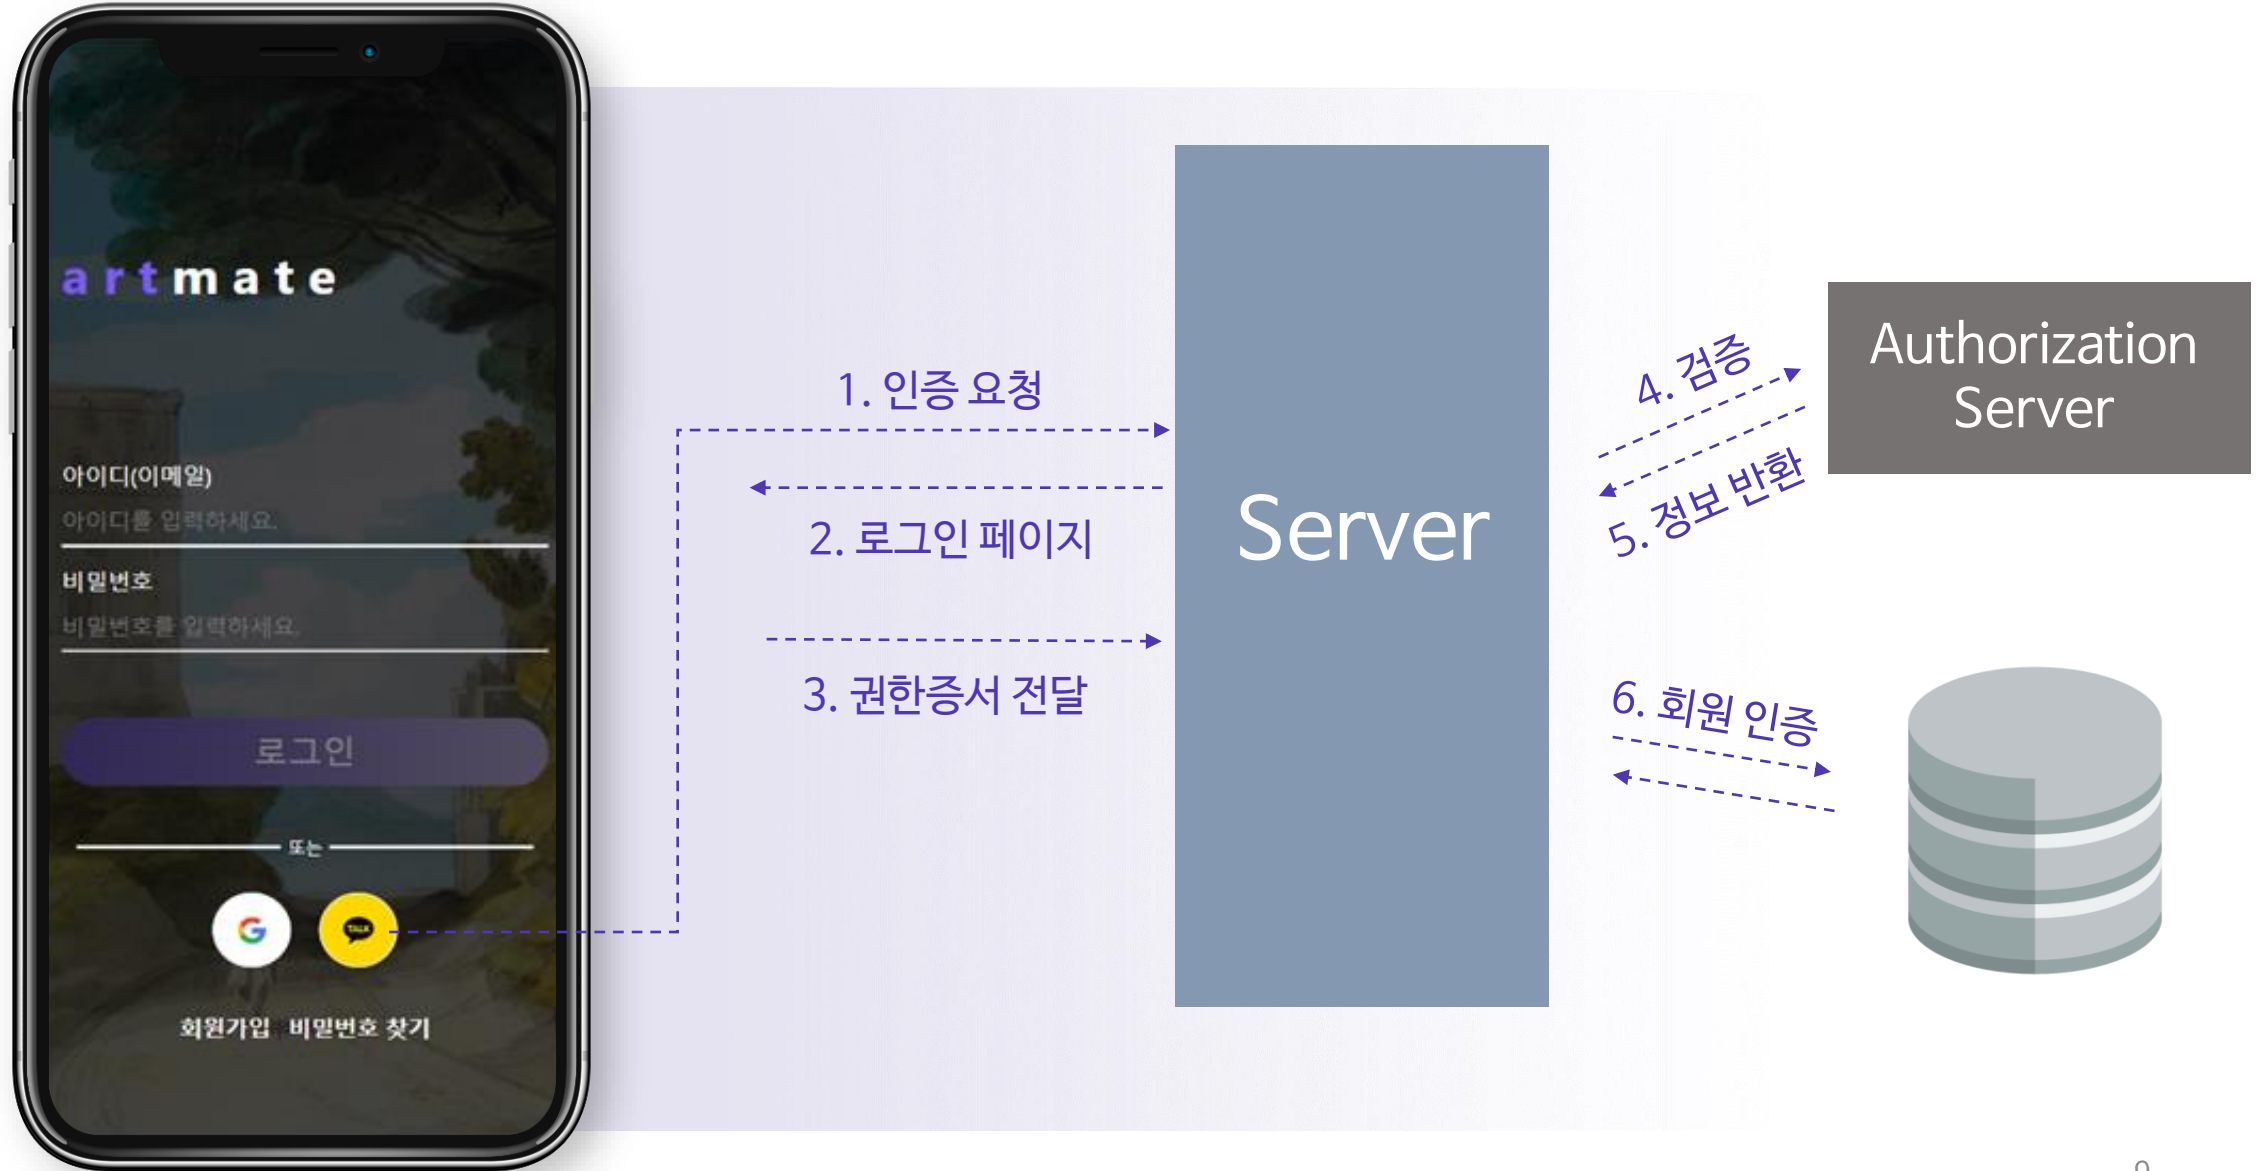 artmate
아이디(이메일)
아이디를 입력하세요.
비밀번호
비밀번호를 입력하세요.
로그인
또는
G
TALK
회원가입 비밀번호 찾기
1. 인증 요청
2. 로그인 페이지
3. 권한증서 전달
Server
4. 검증
5. 정보 반환
6. 회원 인증
Authorization
Server
9